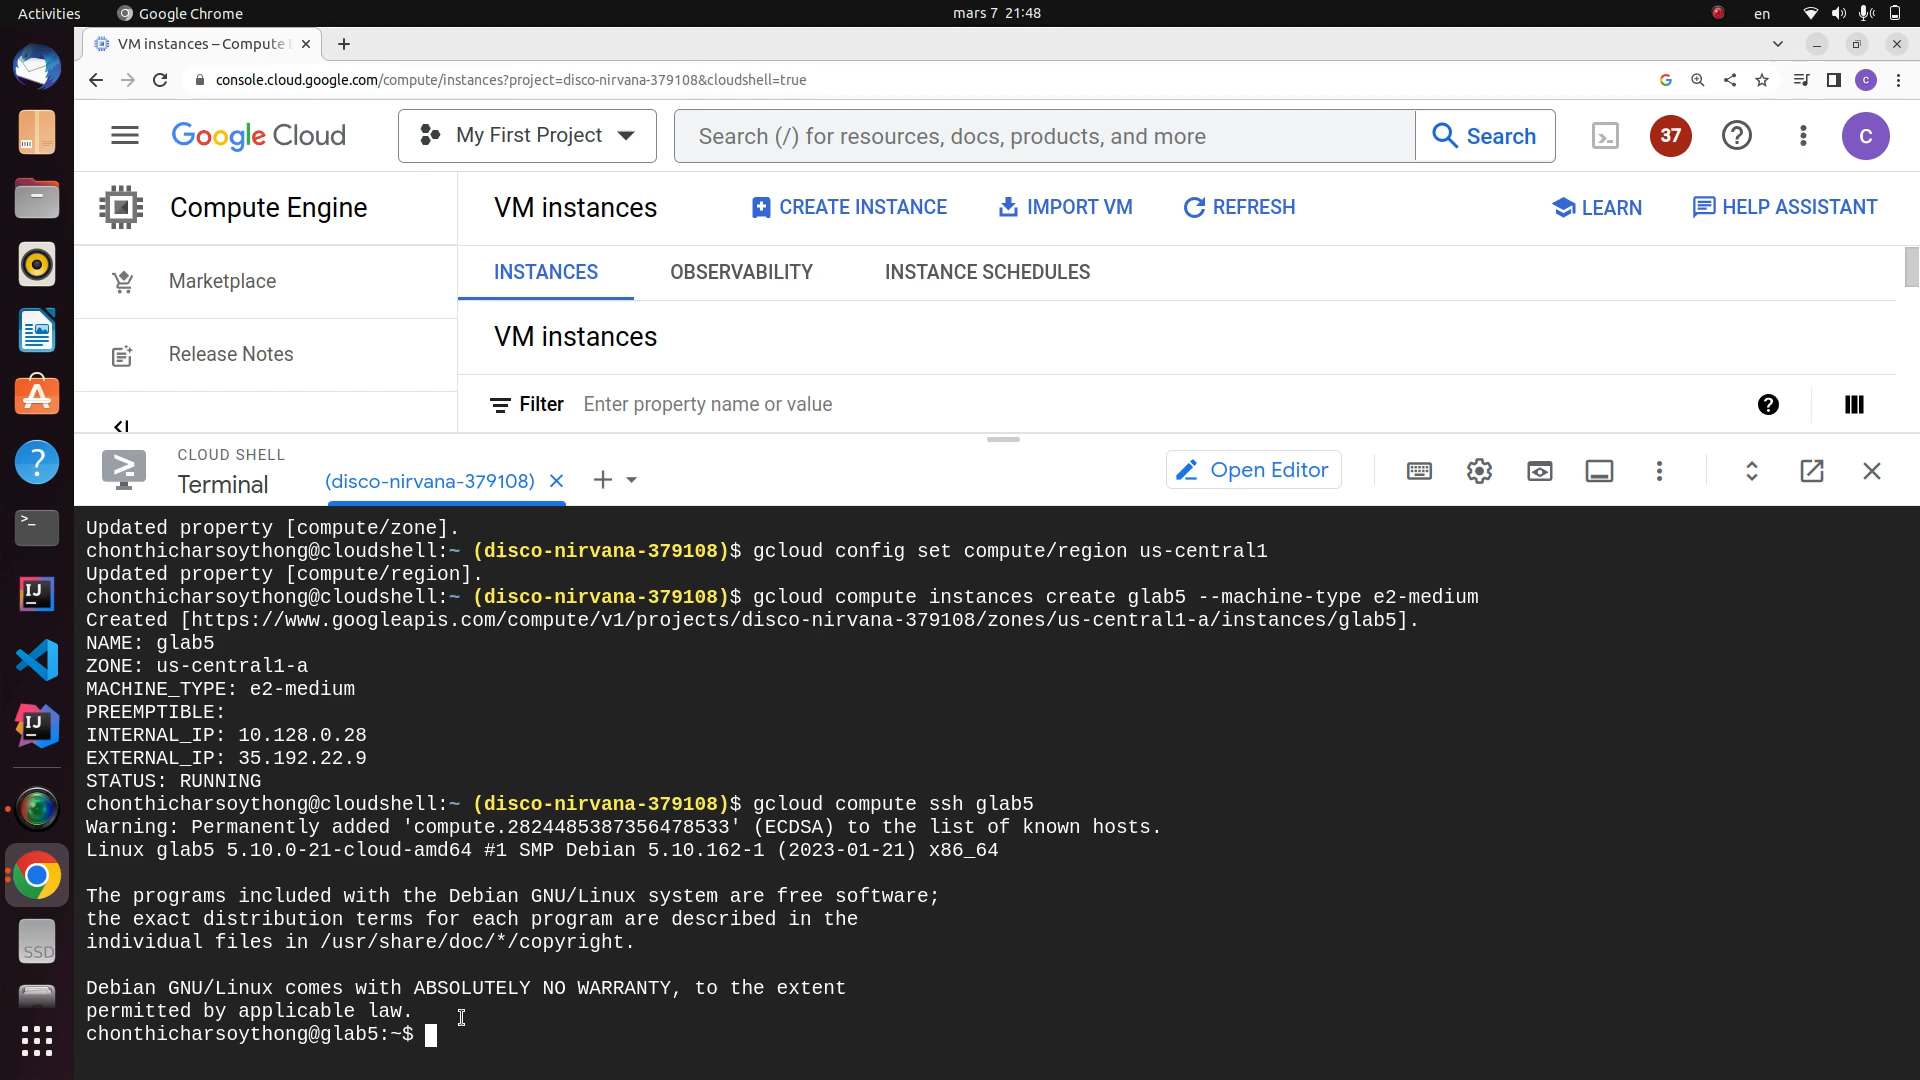 Activities
Google Chrome
mars 7 21:48
en
VM instances – Compute
console.cloud.google.com/compute/instances?project=disco-nirvana-379108&cloudshell=true
c
Google Cloud
My First Project
Search (/) for resources, docs, products, and more
Search
37
C
Compute Engine
VM instances
CREATE INSTANCE
IMPORT VM
REFRESH
LEARN
HELP ASSISTANT
Marketplace
Release Notes
INSTANCES
OBSERVABILITY
INSTANCE SCHEDULES
VM instances
Filter
Enter property name or value
CLOUD SHELL
Terminal
(disco-nirvana-379108)
Open Editor
Updated property [compute/zone].
chonthicharsoythong@cloudshell:~ (disco-nirvana-379108)$ gcloud config set compute/region us-central1
Updated property [compute/region].
chonthicharsoythong@cloudshell:~ (disco-nirvana-379108)$ gcloud compute instances create glab5 --machine-type e2-medium
Created [https://www.googleapis.com/compute/v1/projects/disco-nirvana-379108/zones/us-central1-a/instances/glab5].
NAME: glab5
ZONE: us-central1-a
MACHINE_TYPE: e2-medium
PREEMPTIBLE:
INTERNAL_IP: 10.128.0.28
EXTERNAL_IP: 35.192.22.9
STATUS: RUNNING
chonthicharsoythong@cloudshell:~ (disco-nirvana-379108)$ gcloud compute ssh glab5
Warning: Permanently added 'compute.2824485387356478533' (ECDSA) to the list of known hosts.
Linux glab5 5.10.0-21-cloud-amd64 #1 SMP Debian 5.10.162-1 (2023-01-21) x86_64
The programs included with the Debian GNU/Linux system are free software;
the exact distribution terms for each program are described in the
individual files in /usr/share/doc/*/copyright.
Debian GNU/Linux comes with ABSOLUTELY NO WARRANTY, to the extent
permitted by applicable law.
chonthicharsoythong@glab5:~$
IJ
IJ
SSD